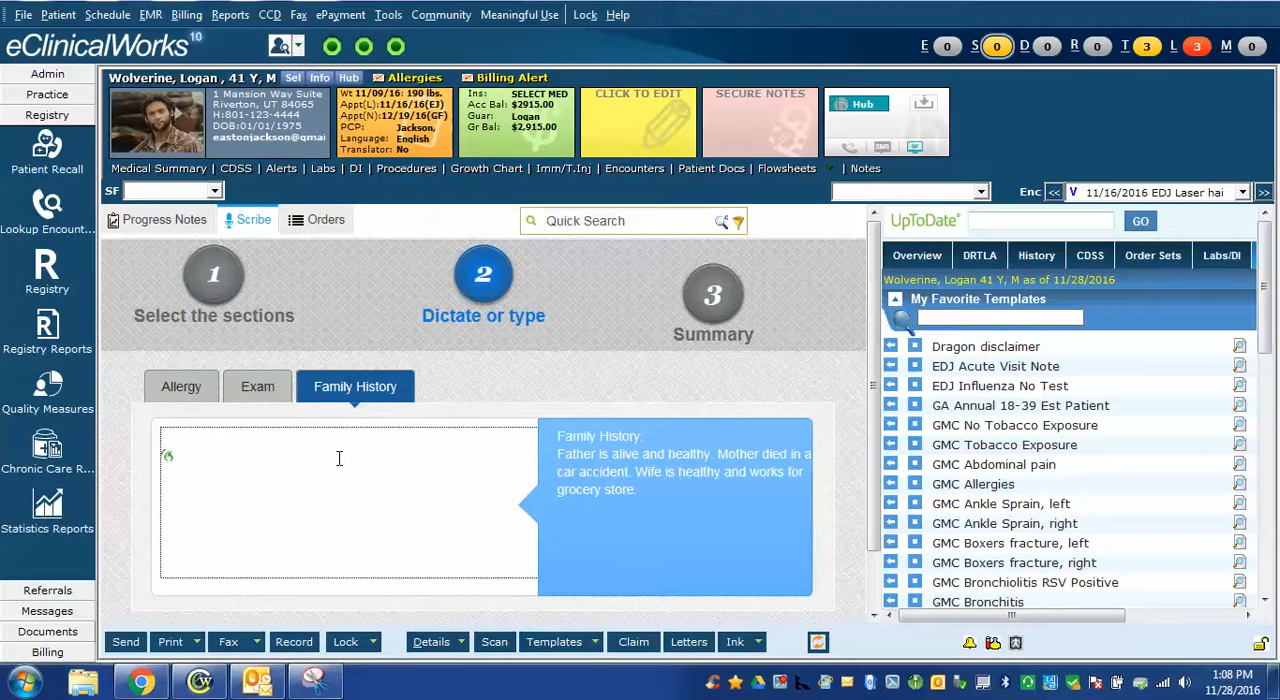 File Patient Schedule EMR Billing Reports CCD Fax ePayment Tools Community Meaningful Use Lock Help
eClinicalWorks 10
E 0 S 0 D 0 R 0 T 3 L 3 M 0
Admin
Practice
Registry
Patient Recall
Lookup Encount...
R
Registry
R
Registry Reports
Quality Measures
Chronic Care R...
Statistics Reports
Referrals
Messages
Documents
Billing
Wolverine, Logan , 41 Y, M Sel Info Hub Allergies Billing Alert
1 Mansion Way Suite
Riverton, UT 84065
H:801-123-4444
DOB:01/01/1975
eastonjackson@gmai
Wt 11/09/16: 190 lbs.
Appt(L):11/16/16(EJ)
Appt(N):12/19/16(GF)
PCP: Jackson,
Language: English
Translator: No
Ins: SELECT MED
Acc Bal: $2915.00
Guar: Logan
Gr Bal: $2,915.00
CLICK TO EDIT
SECURE NOTES
Hub
SMS
Medical Summary CDSS Alerts Labs DI Procedures Growth Chart Imm/T.Inj Encounters Patient Docs Flowsheets Notes
SF
Enc << V 11/16/2016 EDJ Laser hai >>
Progress Notes Scribe Orders
Quick Search
1
Select the sections
2
Dictate or type
3
Summary
Allergy Exam Family History
Family History:
Father is alive and healthy. Mother died in a
car accident. Wife is healthy and works for
grocery store.
UpToDate GO
Overview DRTLA History CDSS Order Sets Labs/DI
Wolverine, Logan 41 Y, M as of 11/28/2016
My Favorite Templates
Dragon disclaimer
EDJ Acute Visit Note
EDJ Influenza No Test
GA Annual 18-39 Est Patient
GMC No Tobacco Exposure
GMC Tobacco Exposure
GMC Abdominal pain
GMC Allergies
GMC Ankle Sprain, left
GMC Ankle Sprain, right
GMC Boxers fracture, left
GMC Boxers fracture, right
GMC Bronchiolitis RSV Positive
GMC Bronchitis
Send Print Fax Record Lock Details Scan Templates Claim Letters Ink
1:08 PM
11/28/2016